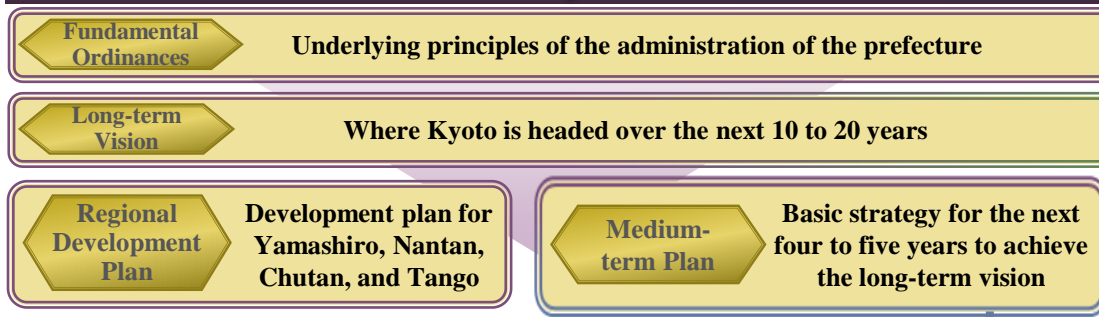 Fundamental
Ordinances
Underlying principles of the administration of the prefecture
Long-term
Vision
Where Kyoto is headed over the next 10 to 20 years
Regional
Development
Plan
Development plan for
Yamashiro, Nantan,
Chutan, and Tango
Medium-
term Plan
Basic strategy for the next
four to five years to achieve
the long-term vision